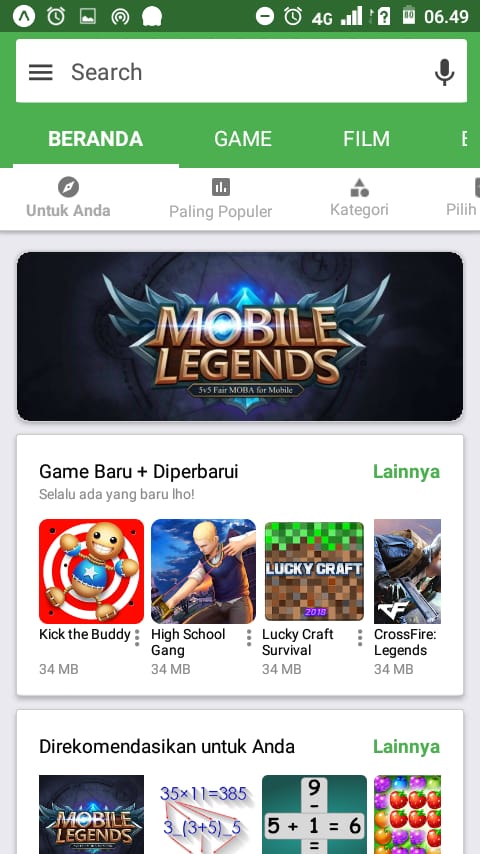 4G 06.49
Search
BERANDA GAME FILM
Untuk Anda Paling Populer Kategori Pilih
MOBILE
LEGENDS
5v5 Fair MOBA for Mobile
Game Baru + Diperbarui Lainnya
Selalu ada yang baru lho!
LUCKY CRAFT
2018
CF
Kick the Buddy High School Lucky Craft CrossFire:
Gang Survival Legends
34 MB 34 MB 34 MB 34 MB
Direkomendasikan untuk Anda Lainnya
MOBILE
LEGENDS
35×11=385
3_(3+5)_5
9
-
5 + 1 = 6
=